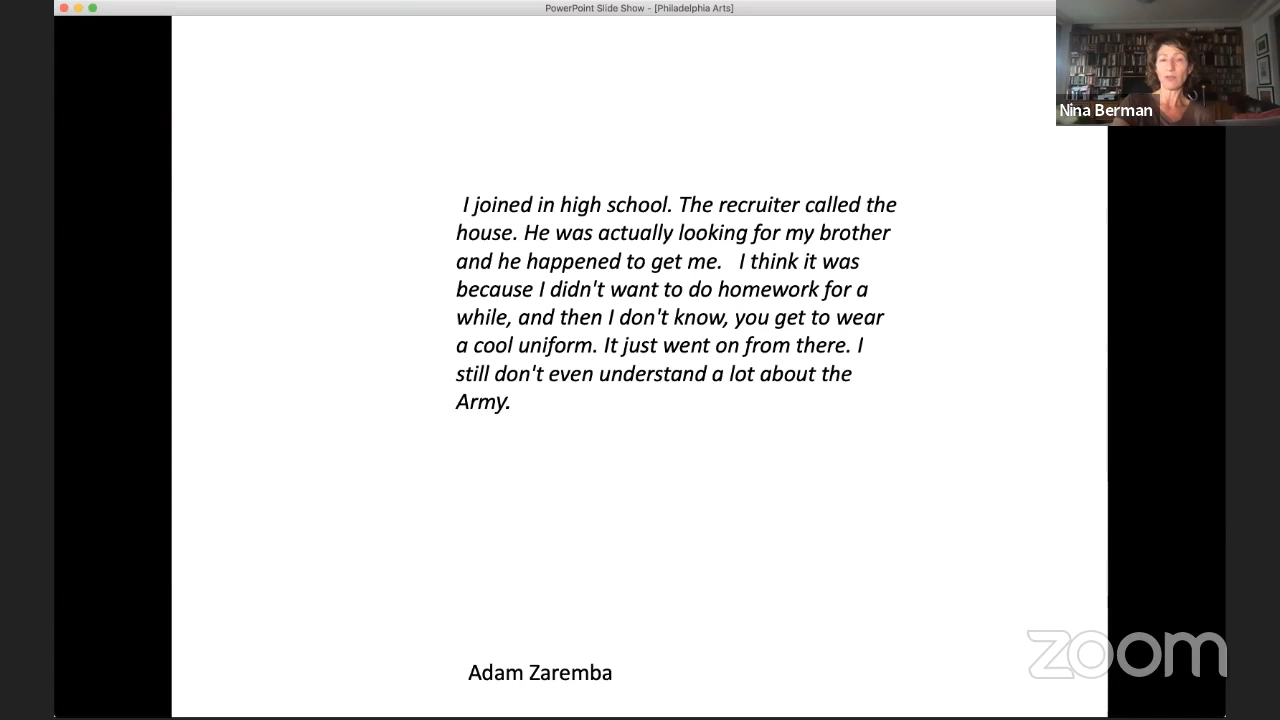 PowerPoint Slide Show - [Philadelphia Arts]
Nina Berman
I joined in high school. The recruiter called the
house. He was actually looking for my brother
and he happened to get me.   I think it was
because I didn't want to do homework for a
while, and then I don't know, you get to wear
a cool uniform. It just went on from there. I
still don't even understand a lot about the
Army.
Adam Zaremba
zoom